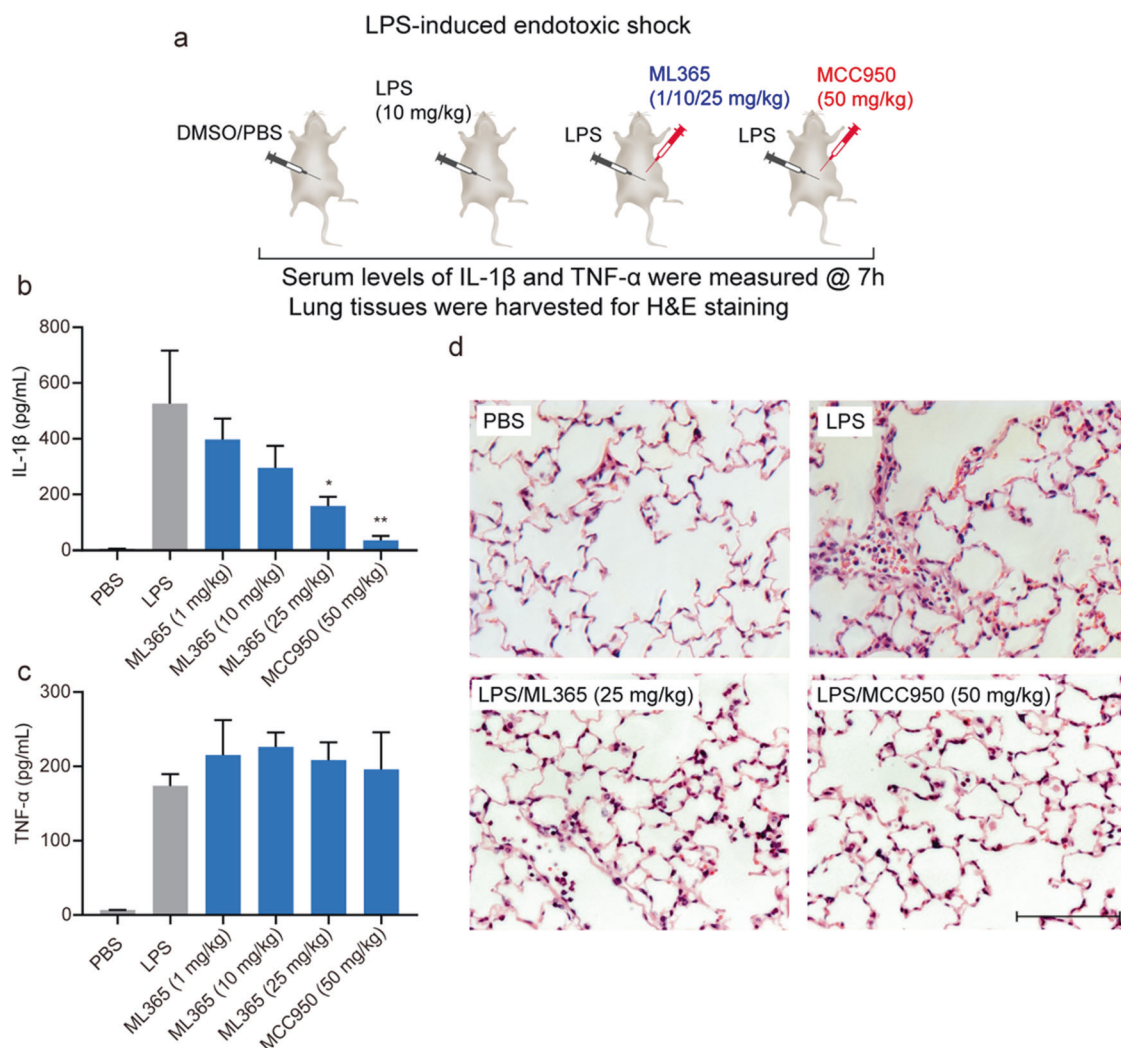 a
LPS-induced endotoxic shock
DMSO/PBS
LPS
(10 mg/kg)
LPS
ML365
(1/10/25 mg/kg)
LPS
MCC950
(50 mg/kg)
Serum levels of IL-1β and TNF-α were measured @ 7h
Lung tissues were harvested for H&E staining
b
IL-1β (pg/mL)
800
600
400
200
0
*
**
PBS
LPS
ML365 (1 mg/kg)
ML365 (10 mg/kg)
ML365 (25 mg/kg)
MCC950 (50 mg/kg)
c
TNF-α (pg/mL)
300
200
100
0
PBS
LPS
ML365 (1 mg/kg)
ML365 (10 mg/kg)
ML365 (25 mg/kg)
MCC950 (50 mg/kg)
d
PBS
LPS
LPS/ML365 (25 mg/kg)
LPS/MCC950 (50 mg/kg)